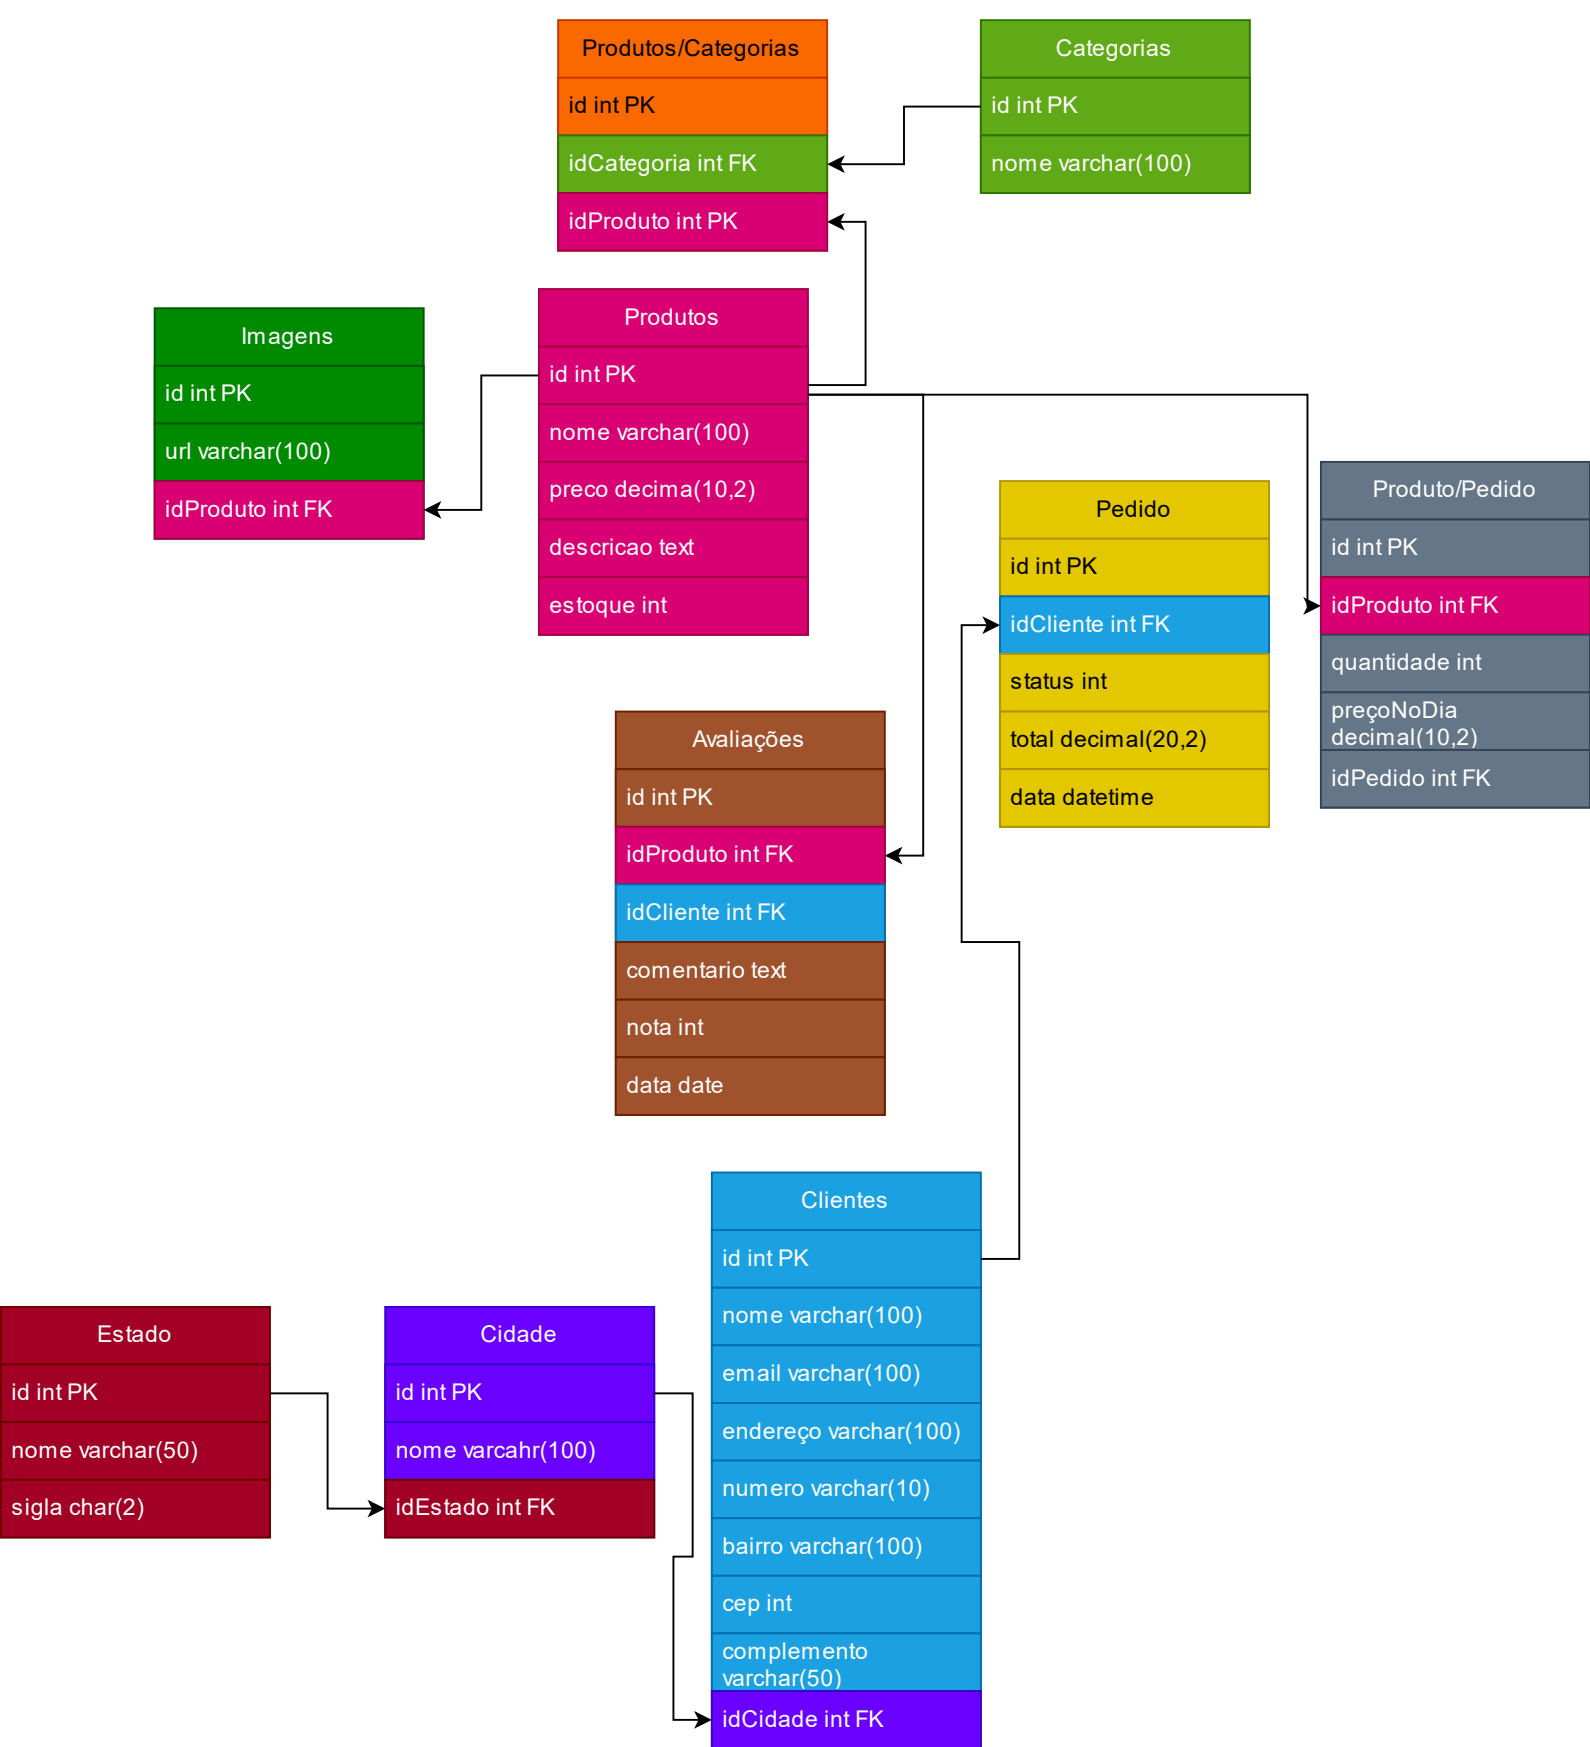 Produtos/Categorias
id int PK
idCategoria int FK
idProduto int PK
Categorias
id int PK
nome varchar(100)
Imagens
id int PK
url varchar(100)
idProduto int FK
Produtos
id int PK
nome varchar(100)
preco decima(10,2)
descricao text
estoque int
Pedido
id int PK
idCliente int FK
status int
total decimal(20,2)
data datetime
Produto/Pedido
id int PK
idProduto int FK
quantidade int
preçoNoDia
decimal(10,2)
idPedido int FK
Avaliações
id int PK
idProduto int FK
idCliente int FK
comentario text
nota int
data date
Estado
id int PK
nome varchar(50)
sigla char(2)
Cidade
id int PK
nome varcahr(100)
idEstado int FK
Clientes
id int PK
nome varchar(100)
email varchar(100)
endereço varchar(100)
numero varchar(10)
bairro varchar(100)
cep int
complemento
varchar(50)
idCidade int FK